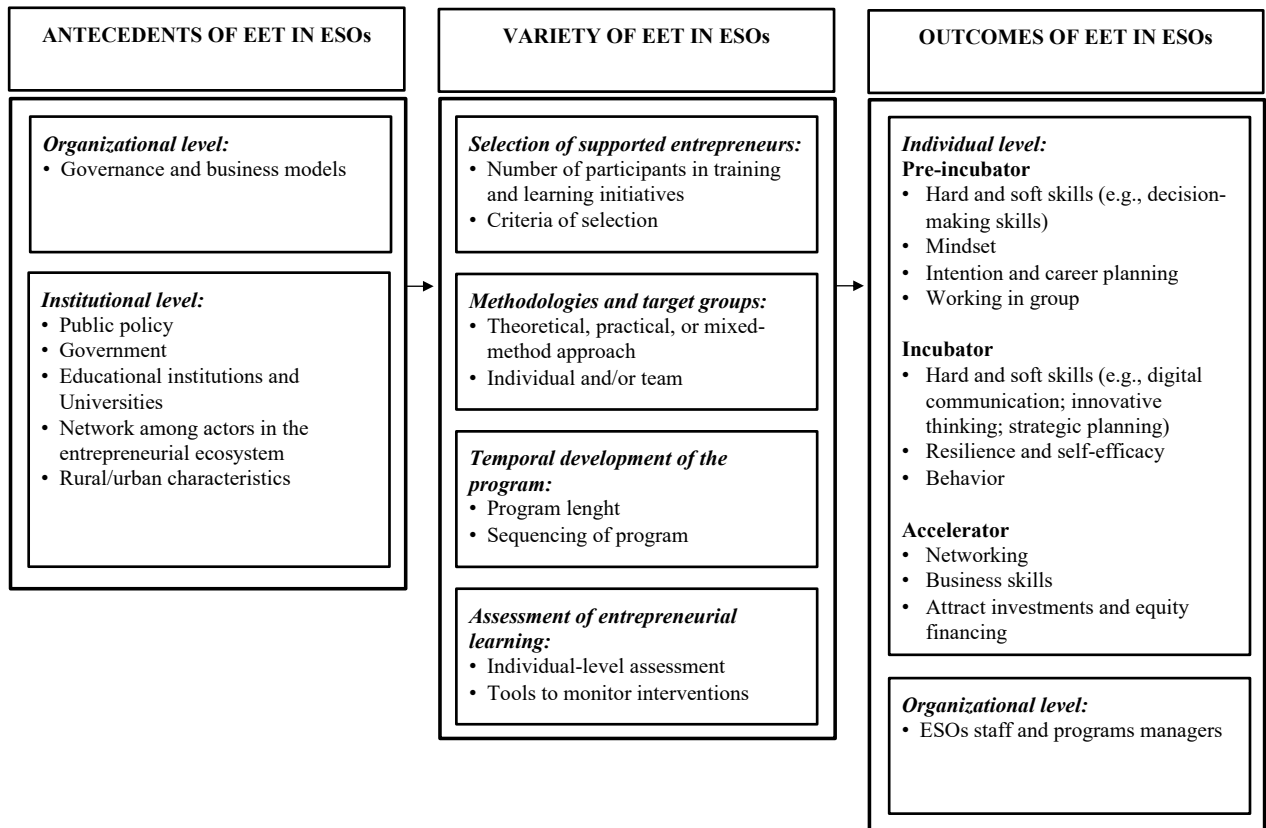 ANTECEDENTS OF EET IN ESOs
Organizational level:
• Governance and business models
Institutional level:
• Public policy
• Government
• Educational institutions and
Universities
• Network among actors in the
entrepreneurial ecosystem
• Rural/urban characteristics
VARIETY OF EET IN ESOs
Selection of supported entrepreneurs:
• Number of participants in training
and learning initiatives
• Criteria of selection
Methodologies and target groups:
• Theoretical, practical, or mixed-
method approach
• Individual and/or team
Temporal development of the
program:
• Program lenght
• Sequencing of program
Assessment of entrepreneurial
learning:
• Individual-level assessment
• Tools to monitor interventions
OUTCOMES OF EET IN ESOs
Individual level:
Pre-incubator
• Hard and soft skills (e.g., decision-
making skills)
• Mindset
• Intention and career planning
• Working in group
Incubator
• Hard and soft skills (e.g., digital
communication; innovative
thinking; strategic planning)
• Resilience and self-efficacy
• Behavior
Accelerator
• Networking
• Business skills
• Attract investments and equity
financing
Organizational level:
• ESOs staff and programs managers